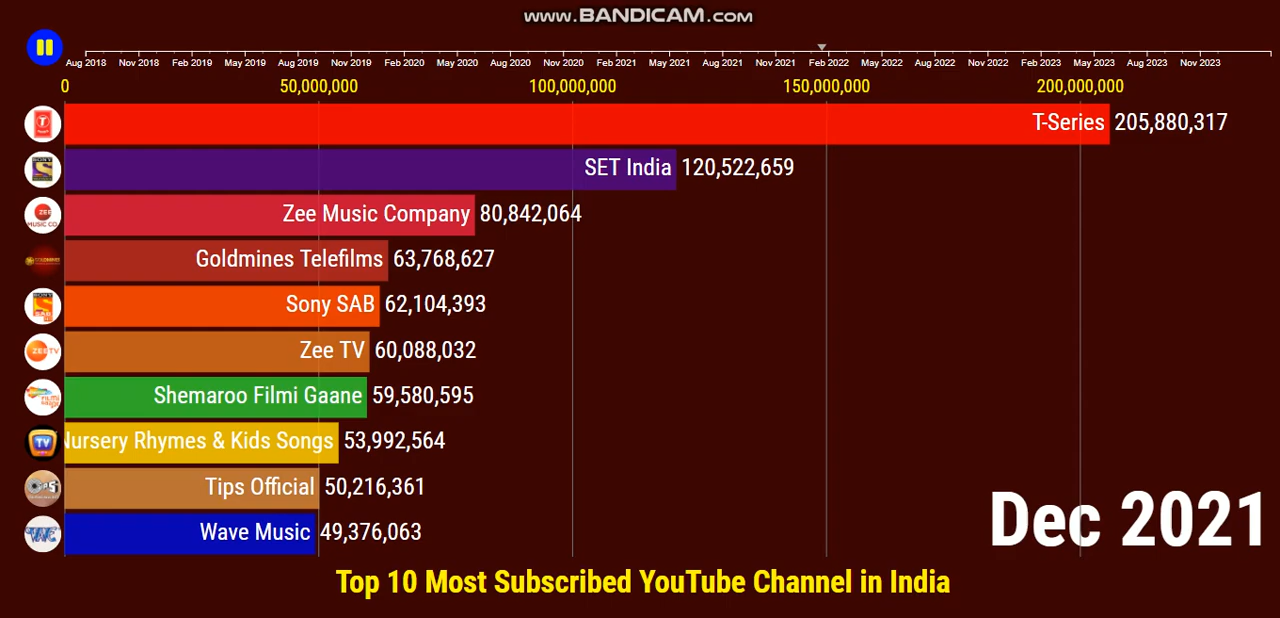 www.BANDICAM.com
Aug 2018 Nov 2018 Feb 2019 May 2019 Aug 2019 Nov 2019 Feb 2020 May 2020 Aug 2020 Nov 2020 Feb 2021 May 2021 Aug 2021 Nov 2021 Feb 2022 May 2022 Aug 2022 Nov 2022 Feb 2023 May 2023 Aug 2023 Nov 2023
0 50,000,000 100,000,000 150,000,000 200,000,000
T-Series 205,880,317
SET India 120,522,659
ZEE MUSIC CO. Zee Music Company 80,842,064
Goldmines Telefilms 63,768,627
Sony SAB 62,104,393
ZEE TV Zee TV 60,088,032
Shemaroo Filmi Gaane 59,580,595
TV Nursery Rhymes & Kids Songs 53,992,564
Tips Official 50,216,361
Wave Music 49,376,063
Dec 2021
Top 10 Most Subscribed YouTube Channel in India